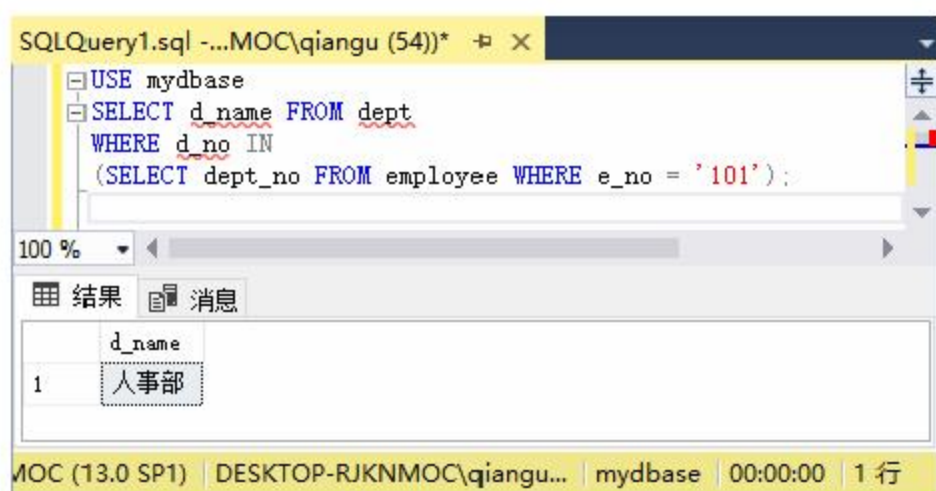 SQLQuery1.sql -...MOC\qiangu (54))*
USE mydbase
SELECT d_name FROM dept
WHERE d_no IN
(SELECT dept_no FROM employee WHERE e_no = '101');
100 %
结果 消息
d_name
1 人事部
MOC (13.0 SP1) DESKTOP-RJKNMOC\qiangu... mydbase 00:00:00 1 行